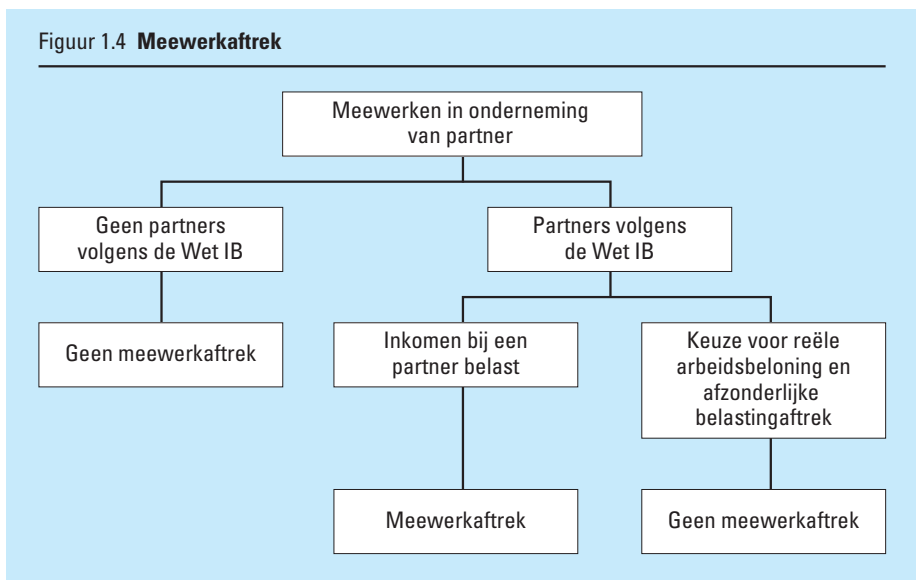 Figuur 1.4 Meewerkaftrek
Meewerken in onderneming
van partner
Geen partners
volgens de Wet IB
Partners volgens
de Wet IB
Geen meewerkaftrek
Inkomen bij een
partner belast
Keuze voor reële
arbeidsbeloning en
afzonderlijke
belastingaftrek
Meewerkaftrek
Geen meewerkaftrek